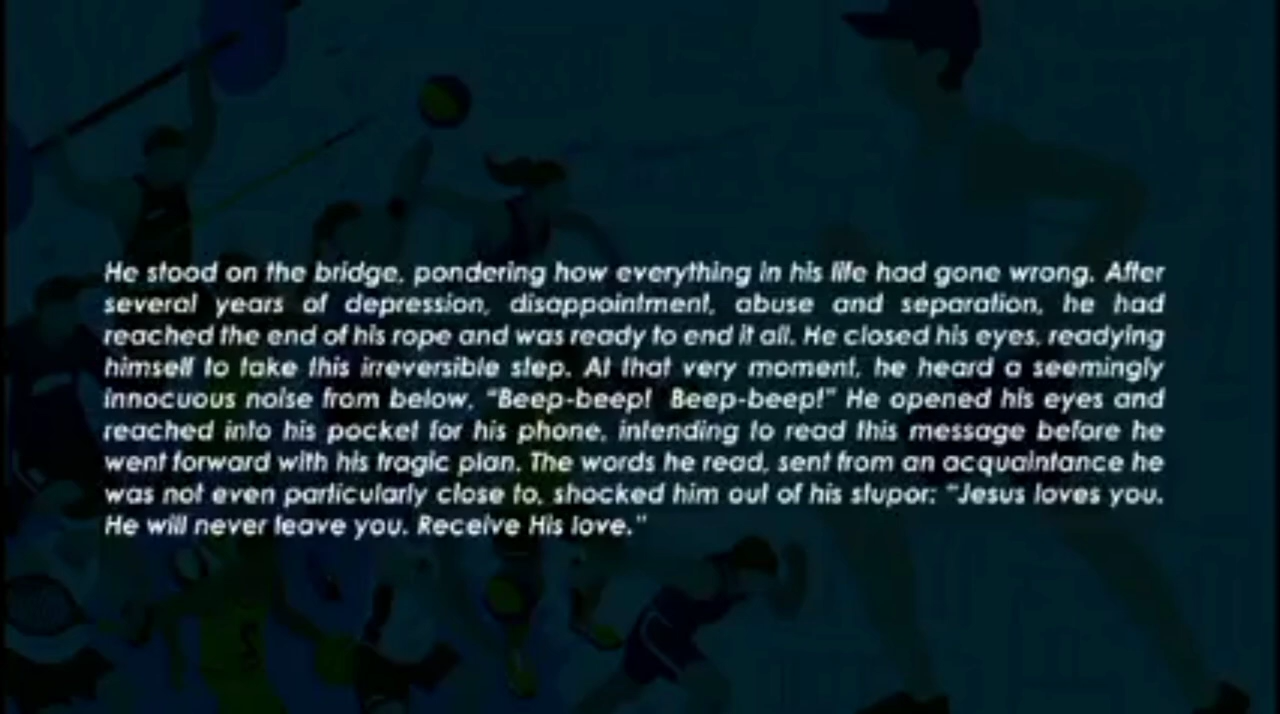 He stood on the bridge, pondering how everything in his life had gone wrong. After
several years of depression, disappointment, abuse and separation, he had
reached the end of his rope and was ready to end it all. He closed his eyes, readying
himself to take this irreversible step. At that very moment, he heard a seemingly
innocuous noise from below, "Beep-beep! Beep-beep!" He opened his eyes and
reached into his pocket for his phone, intending to read this message before he
went forward with his tragic plan. The words he read, sent from an acquaintance he
was not even particularly close to, shocked him out of his stupor: "Jesus loves you.
He will never leave you. Receive His love."